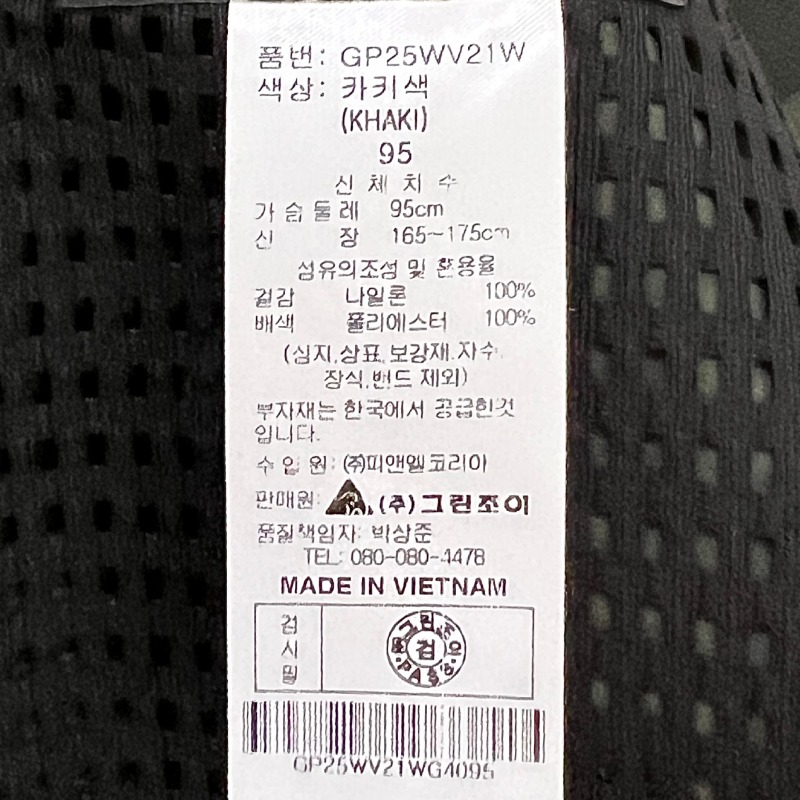 품번: GP25WV21W
색상: 카키색
(KHAKI)
95
신 체 치 수
가 슴 둘 레 95cm
신 장 165~175cm
섬유의조성 및 혼용율
겉감 나일론 100%
배색 폴리에스터 100%
(심지,상표,보강재,자수,
장식,밴드 제외)
부자재는 한국에서 공급한것
입니다.
수 입 원: (주)피앤엘코리아
판매원: (주)그린조이
품질책임자: 박상준
TEL: 080-080-4478
MADE IN VIETNAM
검
시
필
검
PASS
GP25WV21WG4095